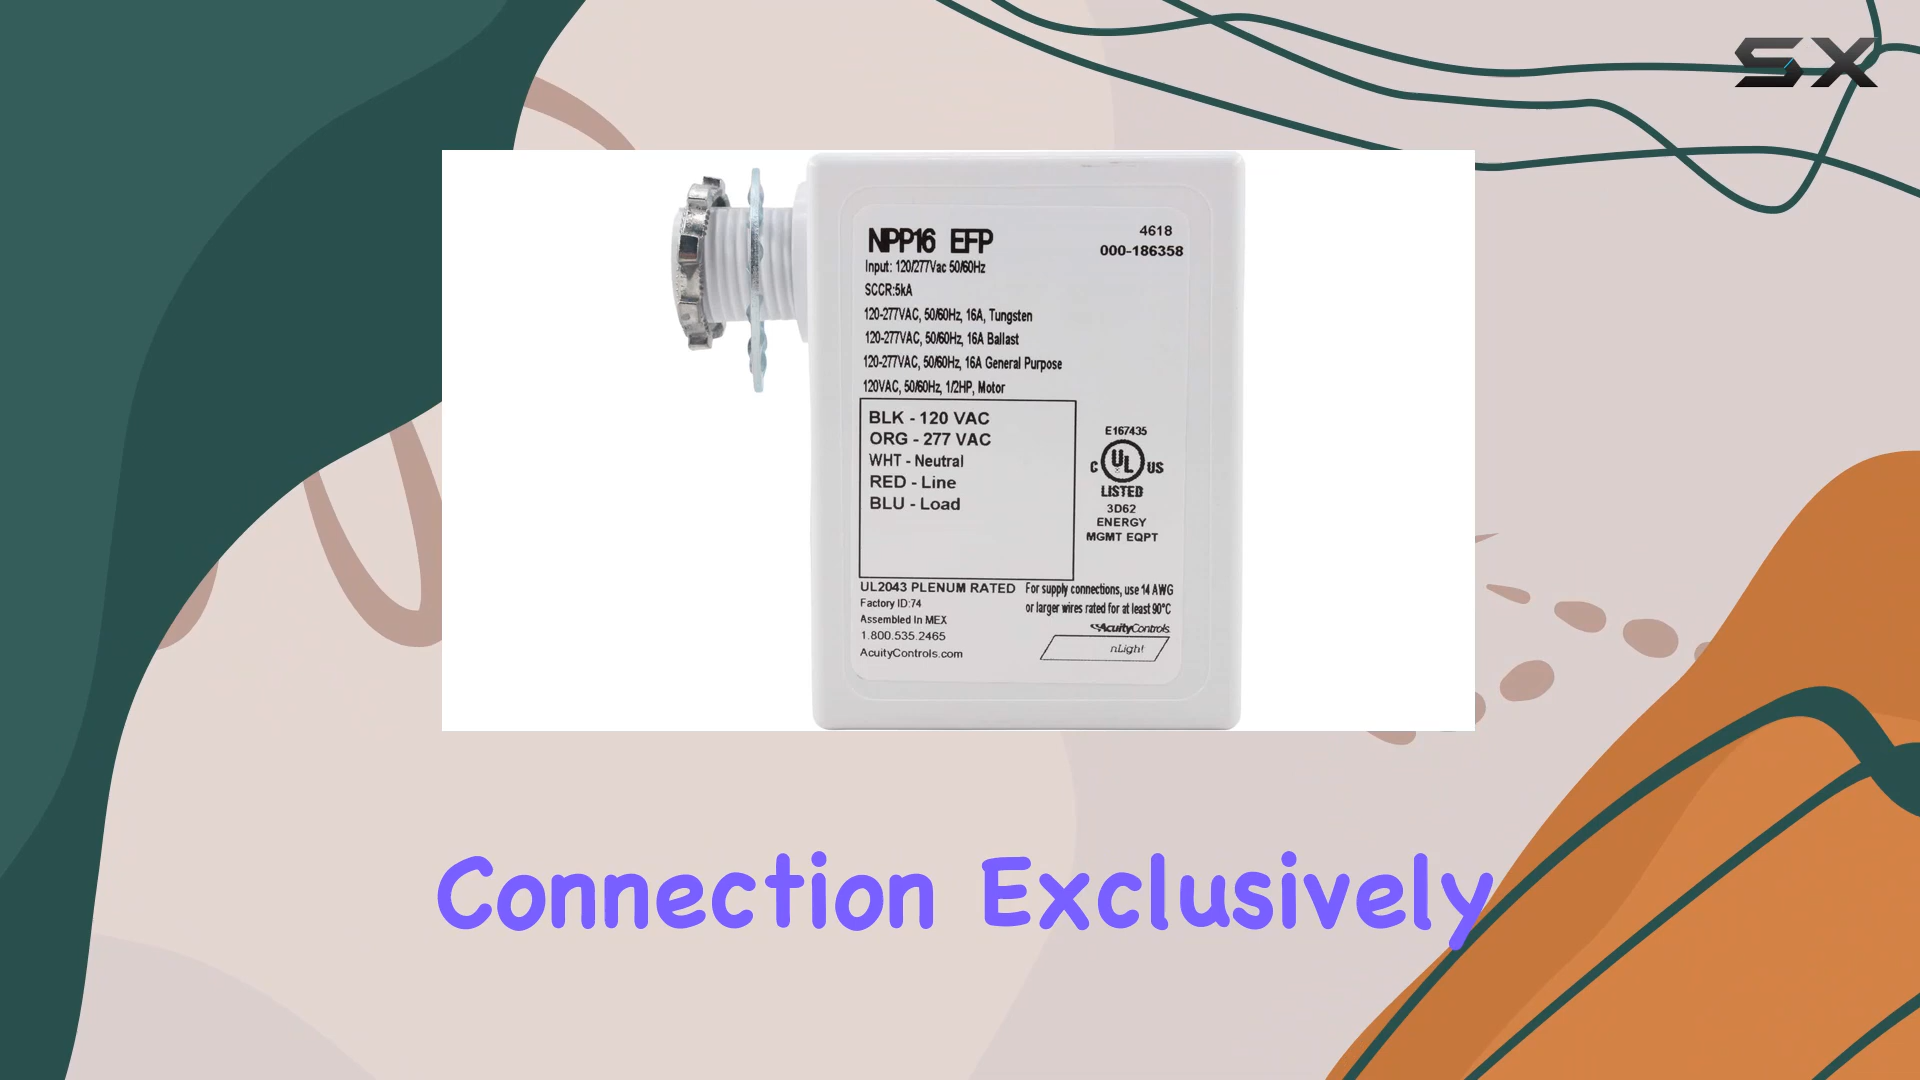 SX
NPP16 EFP
4618
000-186358
Input: 120/277Vac 50/60Hz
SCCR:5kA
120-277VAC, 50/60Hz, 16A, Tungsten
120-277VAC, 50/60Hz, 16A Ballast
120-277VAC, 50/60Hz, 16A General Purpose
120VAC, 50/60Hz, 1/2HP, Motor
BLK - 120 VAC
ORG - 277 VAC
WHT - Neutral
RED - Line
BLU - Load
E167435
C UL US
LISTED
3D62
ENERGY
MGMT EQPT
UL2043 PLENUM RATED
Factory ID:74
Assembled In MEX
1.800.535.2465
AcuityControls.com
For supply connections, use 14 AWG
or larger wires rated for at least 90°C
AcuityControls
nLight
Connection Exclusively